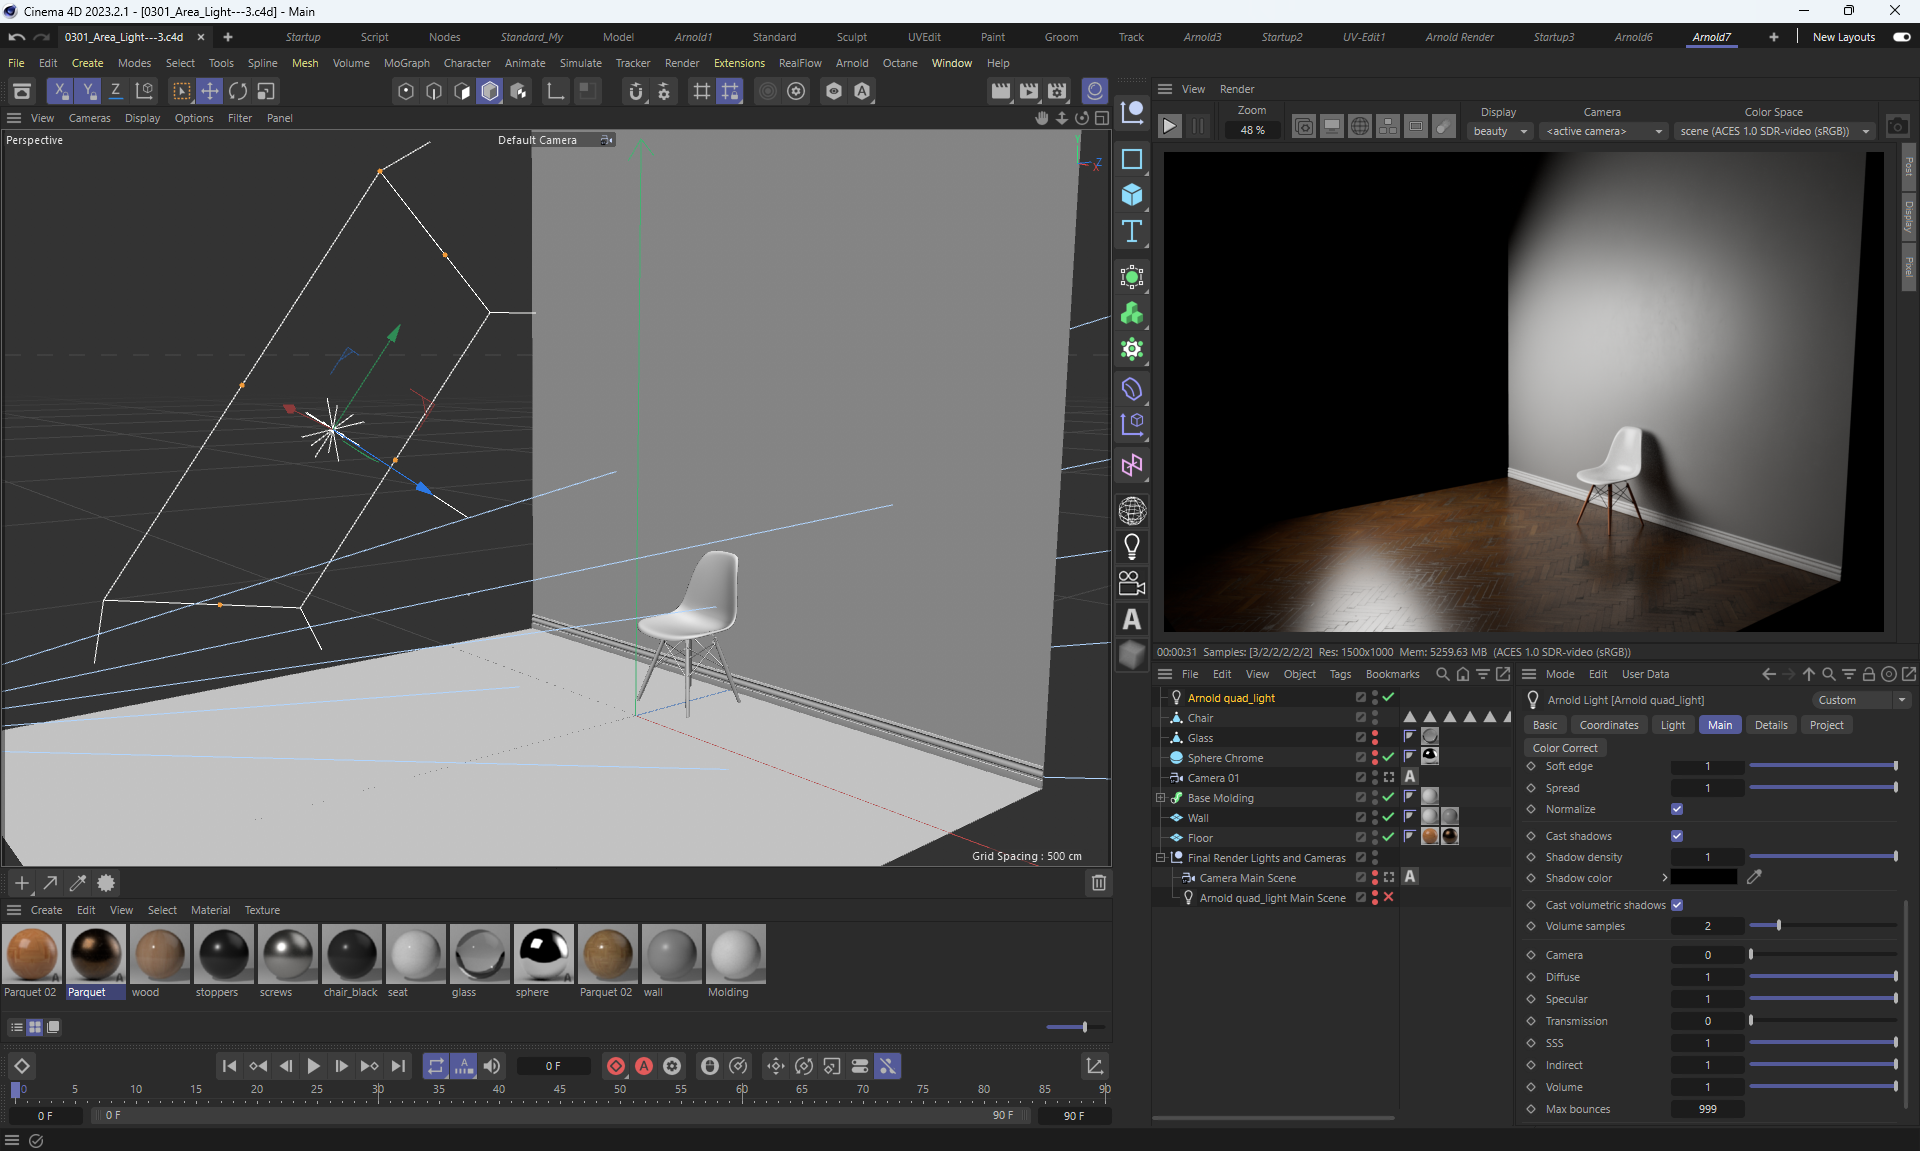 Cinema 4D 2023.2.1 - [0301_Area_Light---3.c4d] - Main
0301_Area_Light---3.c4d
Startup Script Nodes Standard_My Model Arnold1 Standard Sculpt UVEdit Paint Groom Track Arnold3 Startup2 UV-Edit1 Arnold Render Startup3 Arnold6 Arnold7 New Layouts
File Edit Create Modes Select Tools Spline Mesh Volume MoGraph Character Animate Simulate Tracker Render Extensions RealFlow Arnold Octane Window Help
X Y Z
View Cameras Display Options Filter Panel
Perspective
Default Camera
Y
Z
X
Grid Spacing : 500 cm
View Render
Zoom
48 %
Display
beauty
Camera
<active camera>
Color Space
scene (ACES 1.0 SDR-video (sRGB))
Post
Display
Pixel
00:00:31 Samples: [3/2/2/2/2/2] Res: 1500x1000 Mem: 5259.63 MB (ACES 1.0 SDR-video (sRGB))
File Edit View Object Tags Bookmarks
Arnold quad_light
Chair
Glass
Sphere Chrome
Camera 01
Base Molding
Wall
Floor
Final Render Lights and Cameras
Camera Main Scene
Arnold quad_light Main Scene
Mode Edit User Data
Arnold Light [Arnold quad_light]
Custom
Basic Coordinates Light Main Details Project
Color Correct
Soft edge 1
Spread 1
Normalize
Cast shadows
Shadow density 1
Shadow color
Cast volumetric shadows
Volume samples 2
Camera 0
Diffuse 1
Specular 1
Transmission 0
SSS 1
Indirect 1
Volume 1
Max bounces 999
Create Edit View Select Material Texture
Parquet 02 Parquet wood stoppers screws chair_black seat glass sphere Parquet 02 wall Molding
0 F
0 5 10 15 20 25 30 35 40 45 50 55 60 65 70 75 80 85 90
0 F 0 F 90 F 90 F